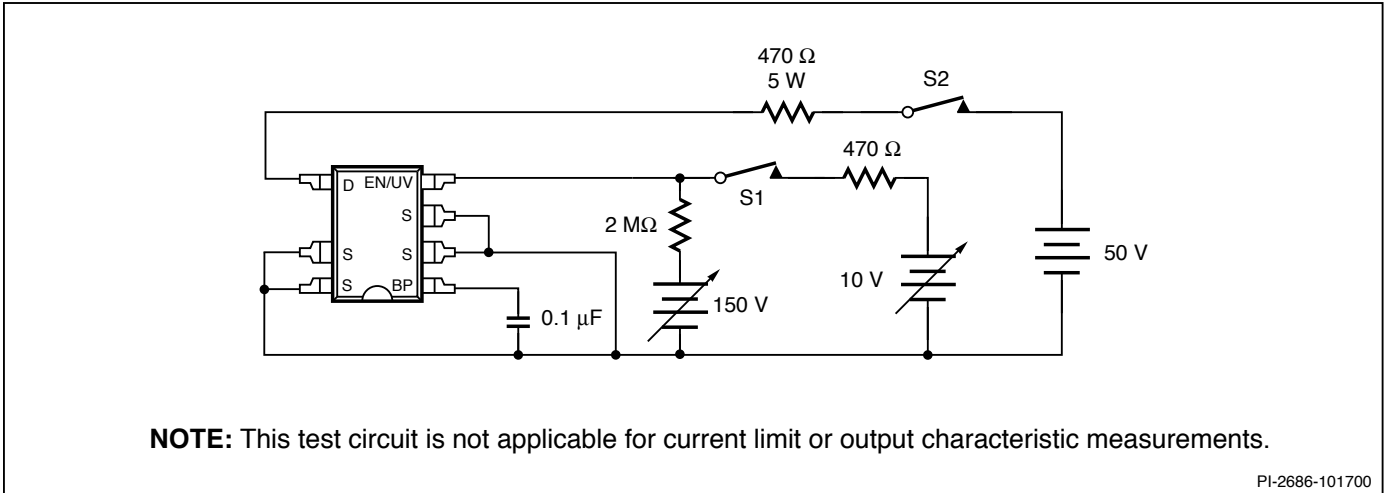 470 Ω
5 W
S2
470 Ω
D
EN/UV
S
S1
2 MΩ
S
S
50 V
S
BP
10 V
150 V
0.1 µF
NOTE: This test circuit is not applicable for current limit or output characteristic measurements.
PI-2686-101700